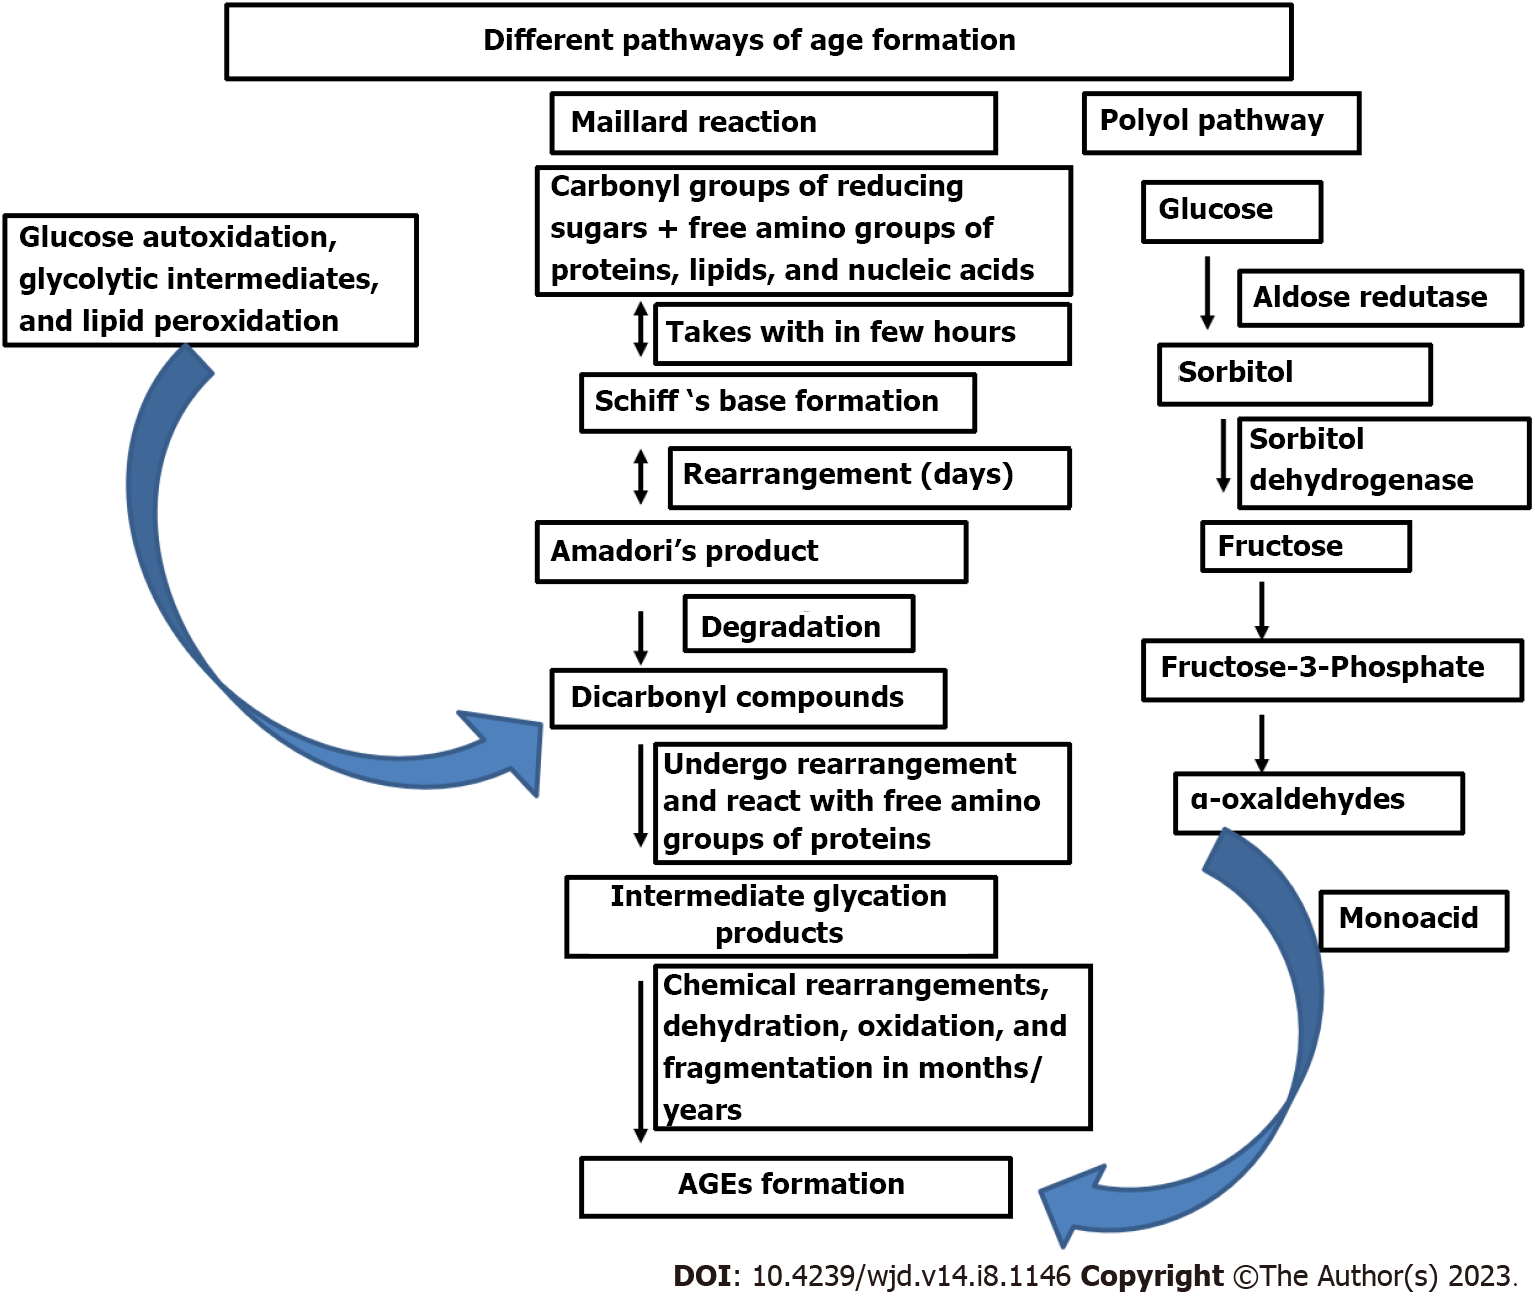 Different pathways of age formation
Maillard reaction
Carbonyl groups of reducing
sugars + free amino groups of
proteins, lipids, and nucleic acids
Takes with in few hours
Schiff ‛s base formation
Rearrangement (days)
Amadori’s product
Degradation
Dicarbonyl compounds
Undergo rearrangement
and react with free amino
groups of proteins
Intermediate glycation
products
Chemical rearrangements,
dehydration, oxidation, and
fragmentation in months/
years
AGEs formation
Glucose autoxidation,
glycolytic intermediates,
and lipid peroxidation
Polyol pathway
Glucose
Aldose redutase
Sorbitol
Sorbitol
dehydrogenase
Fructose
Fructose-3-Phosphate
α-oxaldehydes
Monoacid
DOI: 10.4239/wjd.v14.i8.1146 Copyright ©The Author(s) 2023.